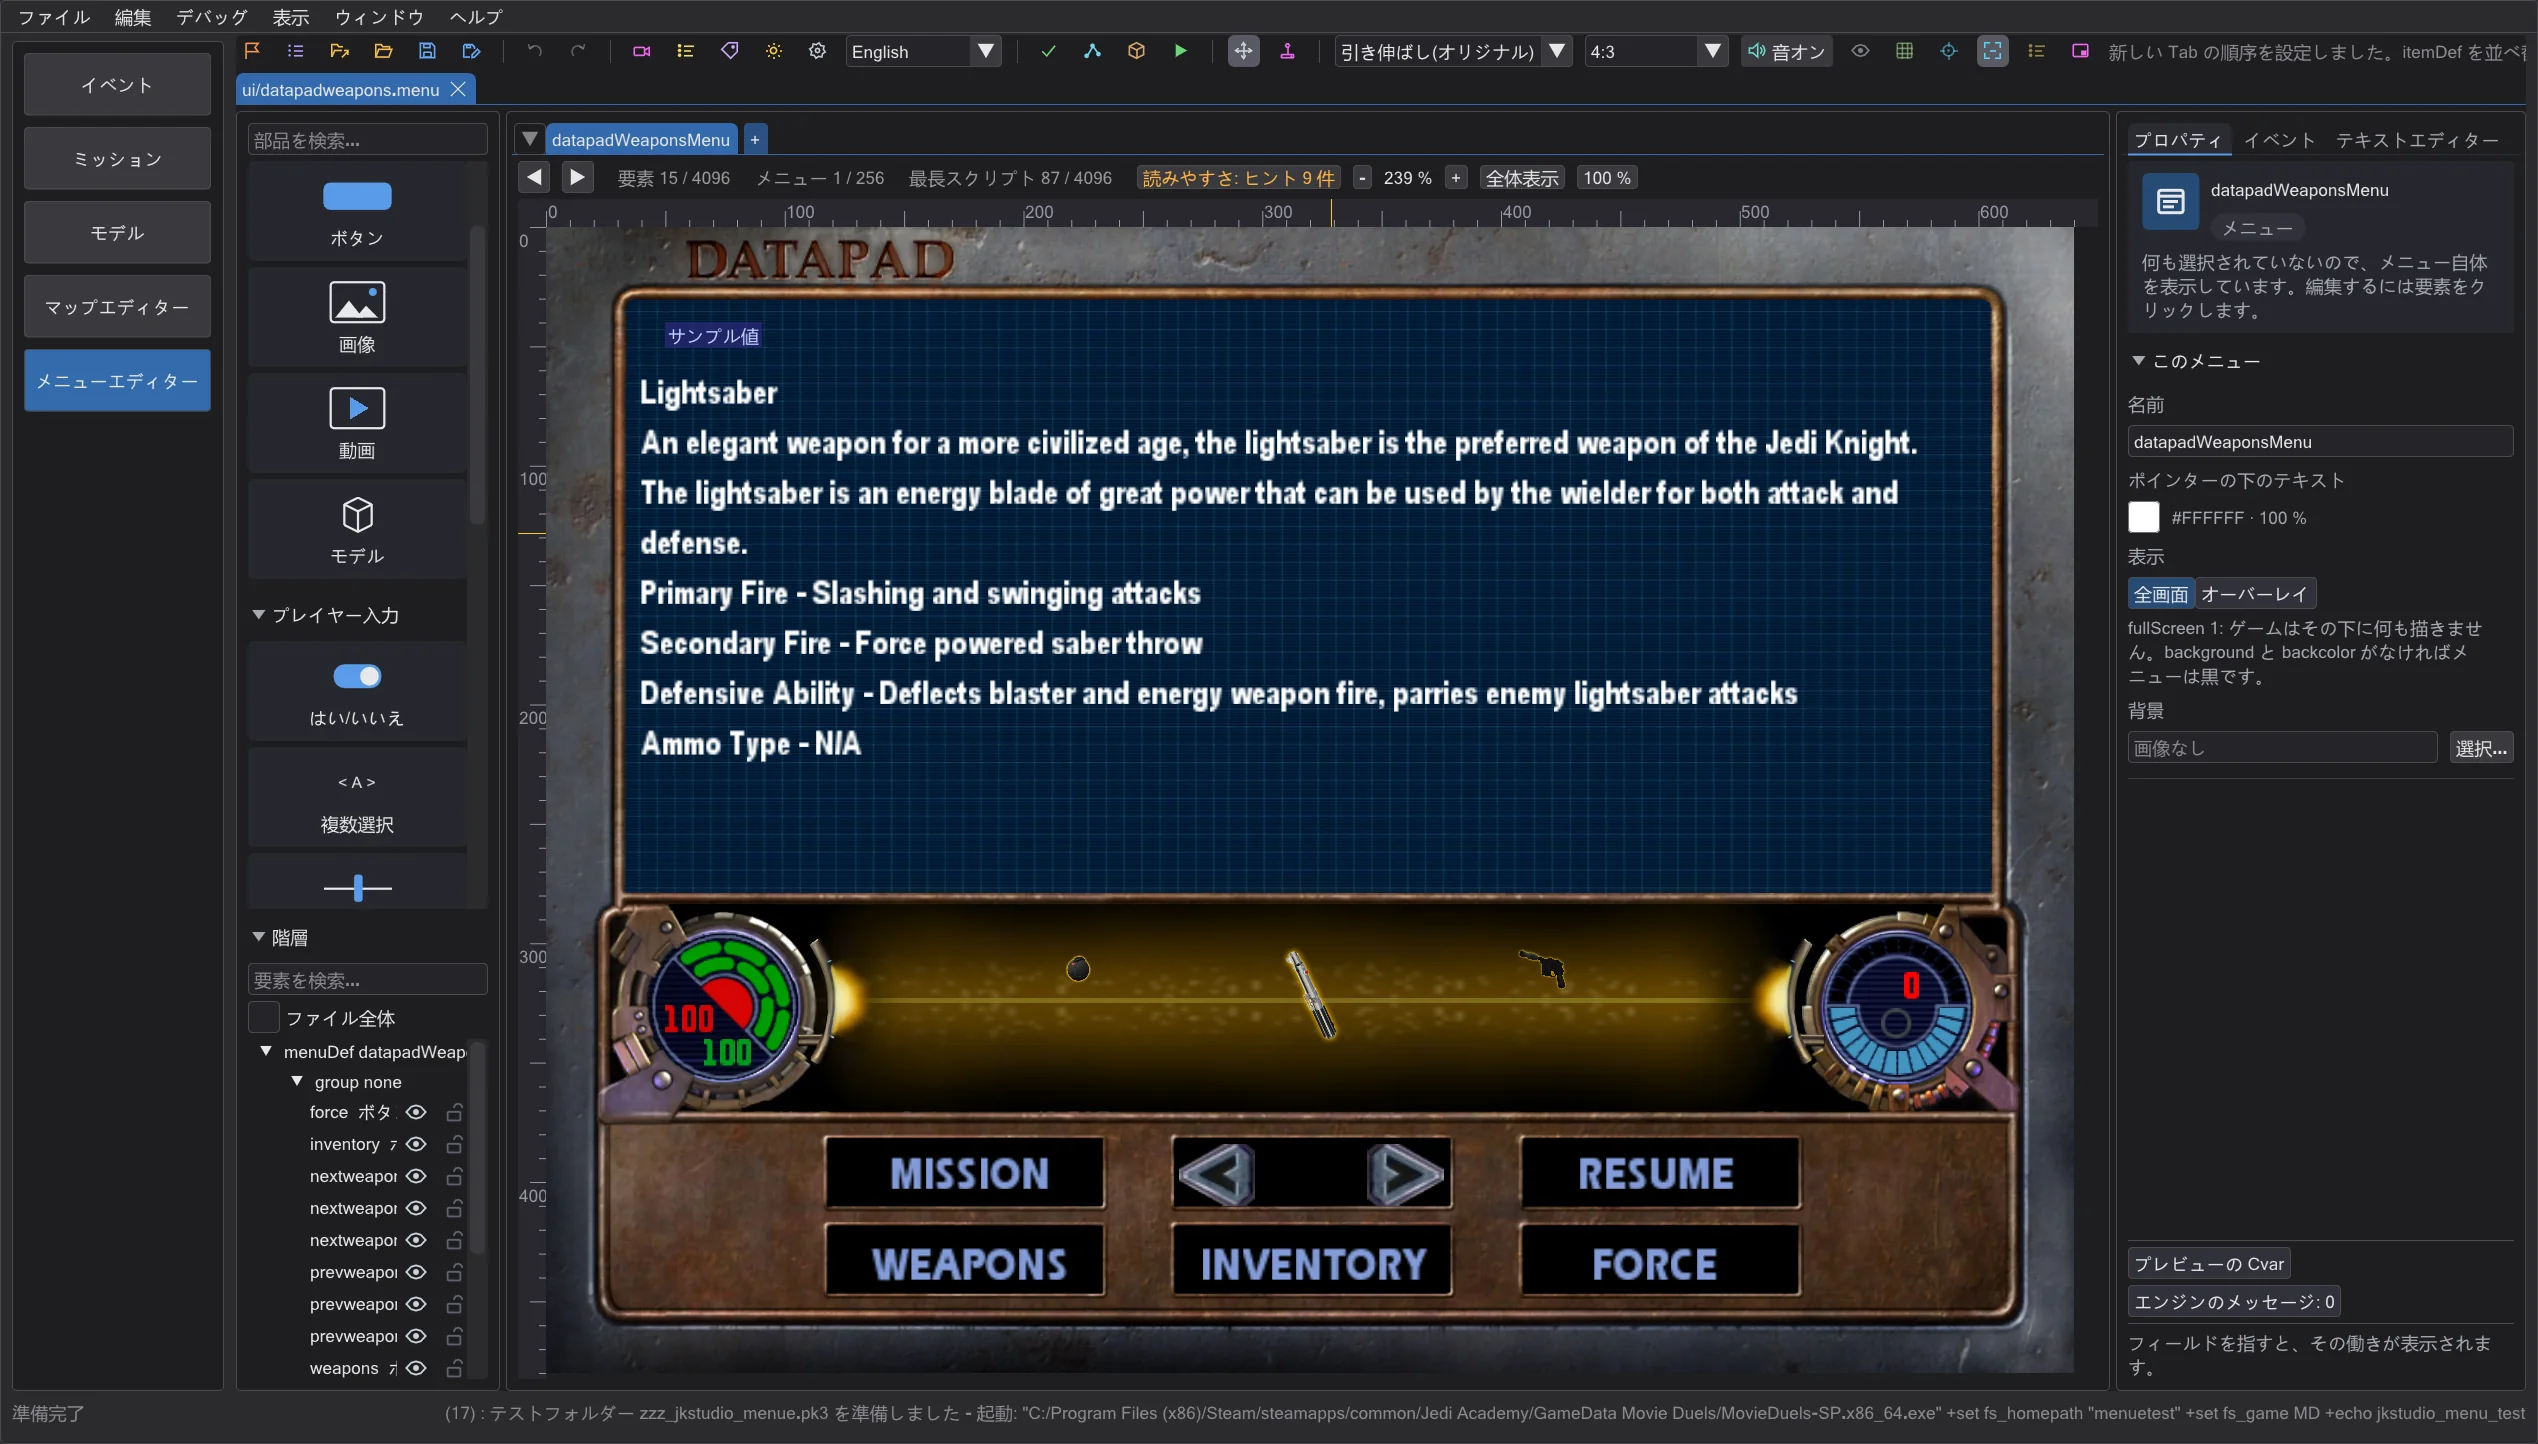 ファイル 編集 デバッグ 表示 ウィンドウ ヘルプ
イベント
ミッション
モデル
マップエディター
メニューエディター
English
引き伸ばし(オリジナル)
4:3
音オン
新しい Tab の順序を設定しました。itemDef を並べ
ui/datapadweapons.menu
部品を検索...
ボタン
画像
動画
モデル
プレイヤー入力
はい/いいえ
< A >
複数選択
階層
要素を検索...
ファイル全体
menuDef datapadWeap
group none
force ボタ
inventory
nextweapon
nextweapon
nextweapon
prevweapon
prevweapon
prevweapon
weapons
datapadWeaponsMenu
+
要素 15 / 4096 メニュー 1 / 256 最長スクリプト 87 / 4096 読みやすさ: ヒント 9 件 - 239 % + 全体表示 100 %
0 100 200 300 400 500 600
0
100
200
300
400
DATAPAD
サンプル値
Lightsaber
An elegant weapon for a more civilized age, the lightsaber is the preferred weapon of the Jedi Knight.
The lightsaber is an energy blade of great power that can be used by the wielder for both attack and
defense.
Primary Fire - Slashing and swinging attacks
Secondary Fire - Force powered saber throw
Defensive Ability - Deflects blaster and energy weapon fire, parries enemy lightsaber attacks
Ammo Type - N/A
100
100
0
MISSION
RESUME
WEAPONS
INVENTORY
FORCE
プロパティ イベント テキストエディター
datapadWeaponsMenu
メニュー
何も選択されていないので、メニュー自体
を表示しています。編集するには要素をク
リックします。
このメニュー
名前
datapadWeaponsMenu
ポインターの下のテキスト
#FFFFFF · 100 %
表示
全画面 オーバーレイ
fullScreen 1: ゲームはその下に何も描きませ
ん。background と backcolor がなければメ
ニューは黒です。
背景
画像なし
選択...
プレビューの Cvar
エンジンのメッセージ: 0
フィールドを指すと、その働きが表示されま
す。
準備完了
(17) : テストフォルダー zzz_jkstudio_menue.pk3 を準備しました - 起動: "C:/Program Files (x86)/Steam/steamapps/common/Jedi Academy/GameData Movie Duels/MovieDuels-SP.x86_64.exe" +set fs_homepath "menuetest" +set fs_game MD +echo jkstudio_menu_test